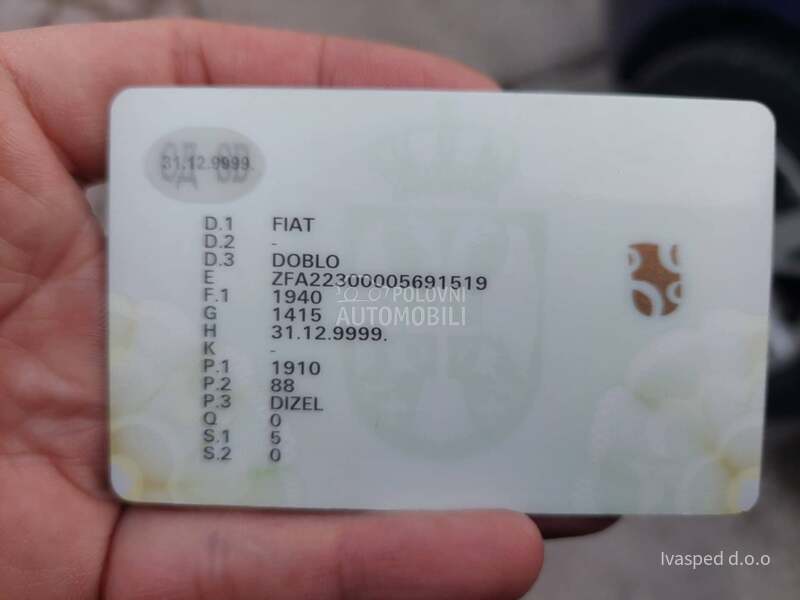 31.12.9999.
D.1 FIAT
D.2 -
D.3 DOBLO
E ZFA22300005691519
F.1 1940
G 1415
H 31.12.9999.
K -
P.1 1910
P.2 88
P.3 DIZEL
Q 0
S.1 5
S.2 0
POLOVNI
AUTOMOBILI
Ivasped d.o.o